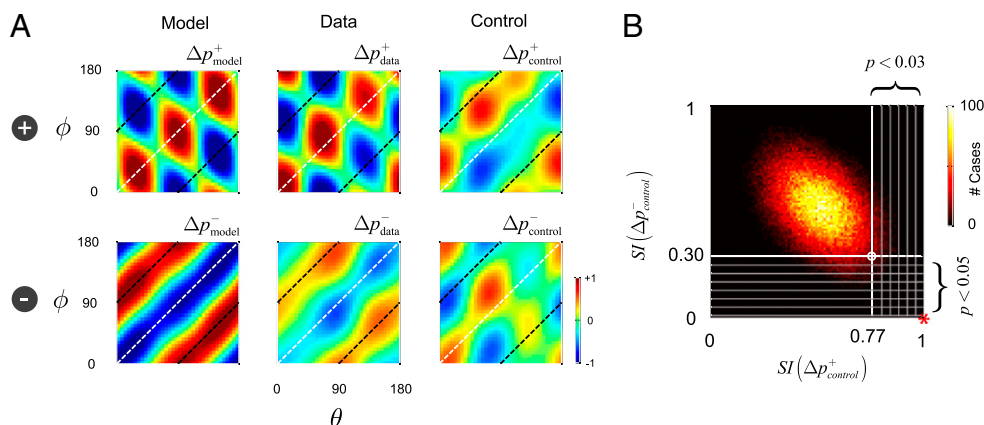 A
Model
Data
Control
Δp⁺model
Δp⁺data
Δp⁺control
+
ϕ
180
90
0
Δp⁻model
Δp⁻data
Δp⁻control
-
ϕ
180
90
0
+1
0
-1
0
90
180
θ
B
p < 0.03
1
0.30
0
SI(Δp⁻control)
100
0
# Cases
p < 0.05
*
0
0.77
1
SI(Δp⁺control)